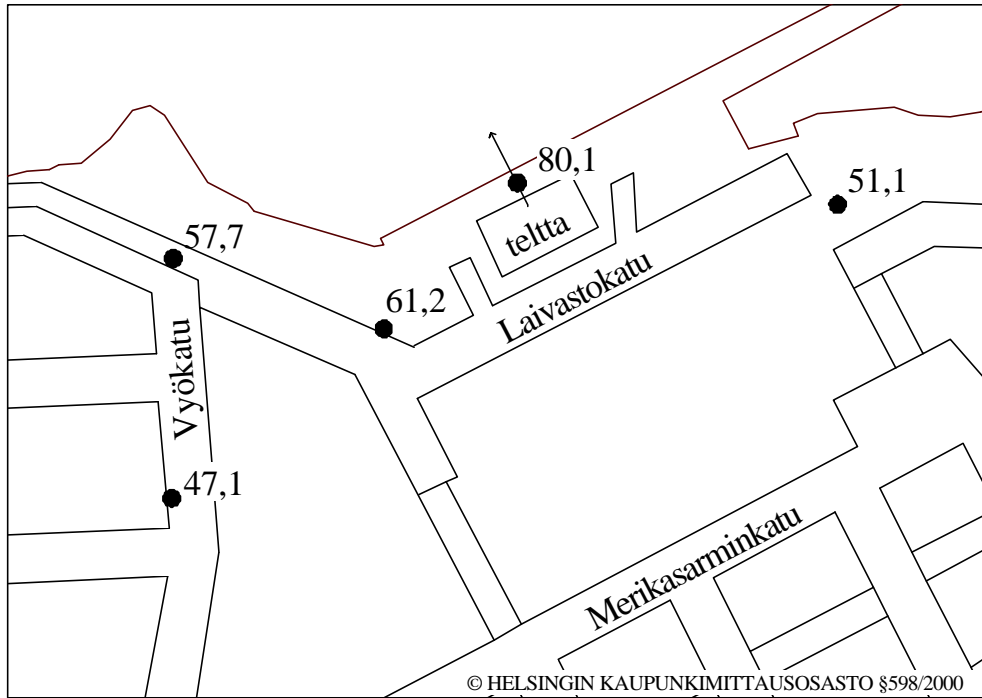 80,1
51,1
teltta
57,7
61,2
Laivastokatu
Vyökatu
47,1
Merikasarminkatu
© HELSINGIN KAUPUNKIMITTAUSOSASTO §598/2000